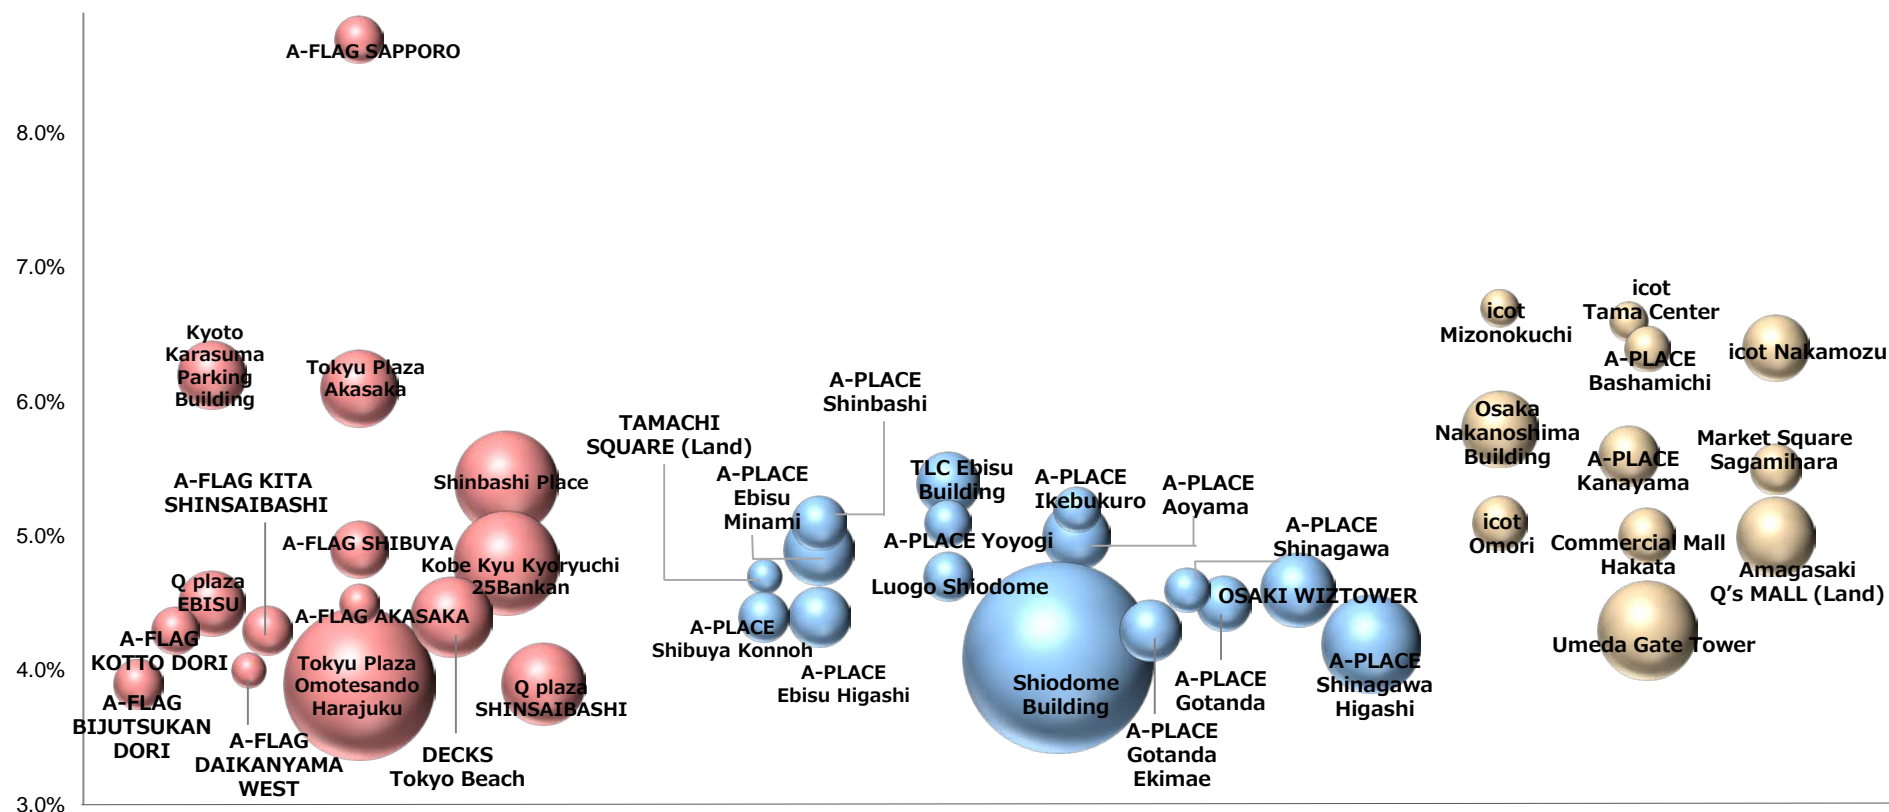 A-FLAG SAPPORO
8.0%
7.0%
6.0%
5.0%
4.0%
3.0%
Kyoto
Karasuma
Parking
Building
Tokyu Plaza
Akasaka
A-FLAG KITA
SHINSAIBASHI
Shinbashi Place
A-FLAG SHIBUYA
Kobe Kyu Kyoryuchi
25Bankan
Q plaza
EBISU
A-FLAG AKASAKA
A-FLAG
KOTTO DORI
Tokyu Plaza
Omotesando
Harajuku
Q plaza
SHINSAIBASHI
A-FLAG
BIJUTSUKAN
DORI
A-FLAG
DAIKANYAMA
WEST
DECKS
Tokyo Beach
A-PLACE
Shinbashi
TAMACHI
SQUARE (Land)
A-PLACE
Ebisu
Minami
TLC Ebisu
Building
A-PLACE
Ikebukuro
A-PLACE
Aoyama
A-PLACE
Shinagawa
A-PLACE Yoyogi
Luogo Shiodome
OSAKI WIZTOWER
A-PLACE
Shibuya Konnoh
A-PLACE
Ebisu Higashi
Shiodome
Building
A-PLACE
Gotanda
A-PLACE
Shinagawa
Higashi
A-PLACE
Gotanda
Ekimae
icot
Mizonokuchi
icot
Tama Center
A-PLACE
Bashamichi
icot Nakamozu
Osaka
Nakanoshima
Building
A-PLACE
Kanayama
Market Square
Sagamihara
icot
Omori
Commercial Mall
Hakata
Amagasaki
Q's MALL (Land)
Umeda Gate Tower